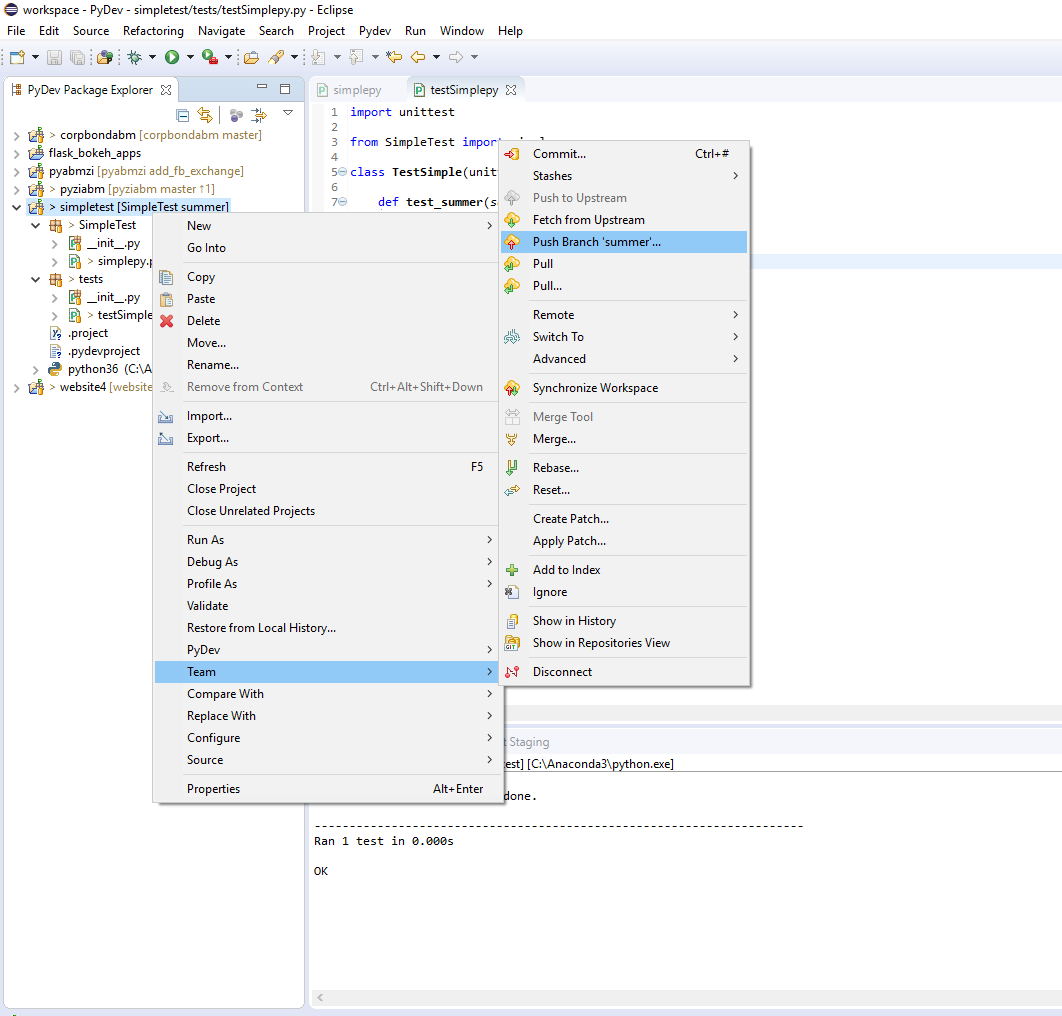 workspace - PyDev - simpletest/tests/testSimplepy.py - Eclipse
File Edit Source Refactoring Navigate Search Project Pydev Run Window Help
PyDev Package Explorer
> corpbondabm [corpbondabm master]
flask_bokeh_apps
pyabmzi [pyabmzi add_fb_exchange]
> pyziabm [pyziabm master ↑1]
> simpletest [SimpleTest summer]
> SimpleTest
__init__.py
> simplepy.p
> tests
__init__.py
> testSimple
.project
.pydevproject
python36 (C:\A
> website4 [website
simplepy
testSimplepy
1 import unittest
2
3 from SimpleTest impor
4
5 class TestSimple(unit
6
7 def test_summer(s
New
Go Into
Copy
Paste
Delete
Move...
Rename...
Remove from Context Ctrl+Alt+Shift+Down
Import...
Export...
Refresh F5
Close Project
Close Unrelated Projects
Run As
Debug As
Profile As
Validate
Restore from Local History...
PyDev
Team
Compare With
Replace With
Configure
Source
Properties Alt+Enter
Commit... Ctrl+#
Stashes
Push to Upstream
Fetch from Upstream
Push Branch 'summer'...
Pull
Pull...
Remote
Switch To
Advanced
Synchronize Workspace
Merge Tool
Merge...
Rebase...
Reset...
Create Patch...
Apply Patch...
Add to Index
Ignore
Show in History
Show in Repositories View
Disconnect
t Staging
est] [C:\Anaconda3\python.exe]
done.
----------------------------------------------------------------------
Ran 1 test in 0.000s
OK